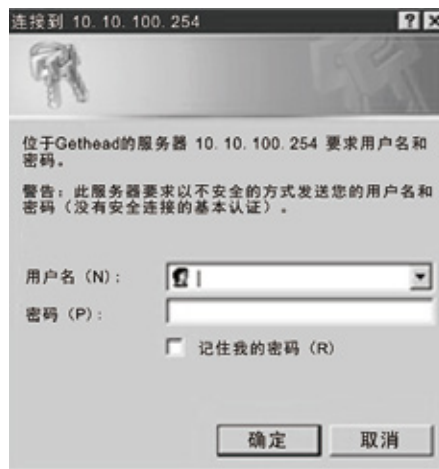 连接到 10.10.100.254
位于Gethead的服务器 10.10.100.254 要求用户名和
密码。
警告：此服务器要求以不安全的方式发送您的用户名和
密码（没有安全连接的基本认证）.
用户名（N）：
密码（P）：
记住我的密码（R）
确定
取消